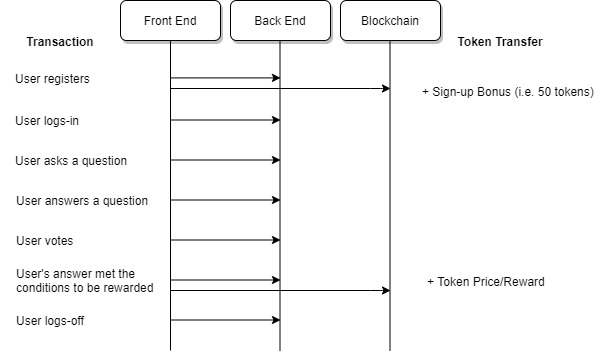 Front End
Back End
Blockchain
Transaction
Token Transfer
User registers
+ Sign-up Bonus (i.e. 50 tokens)
User logs-in
User asks a question
User answers a question
User votes
User's answer met the
conditions to be rewarded
+ Token Price/Reward
User logs-off